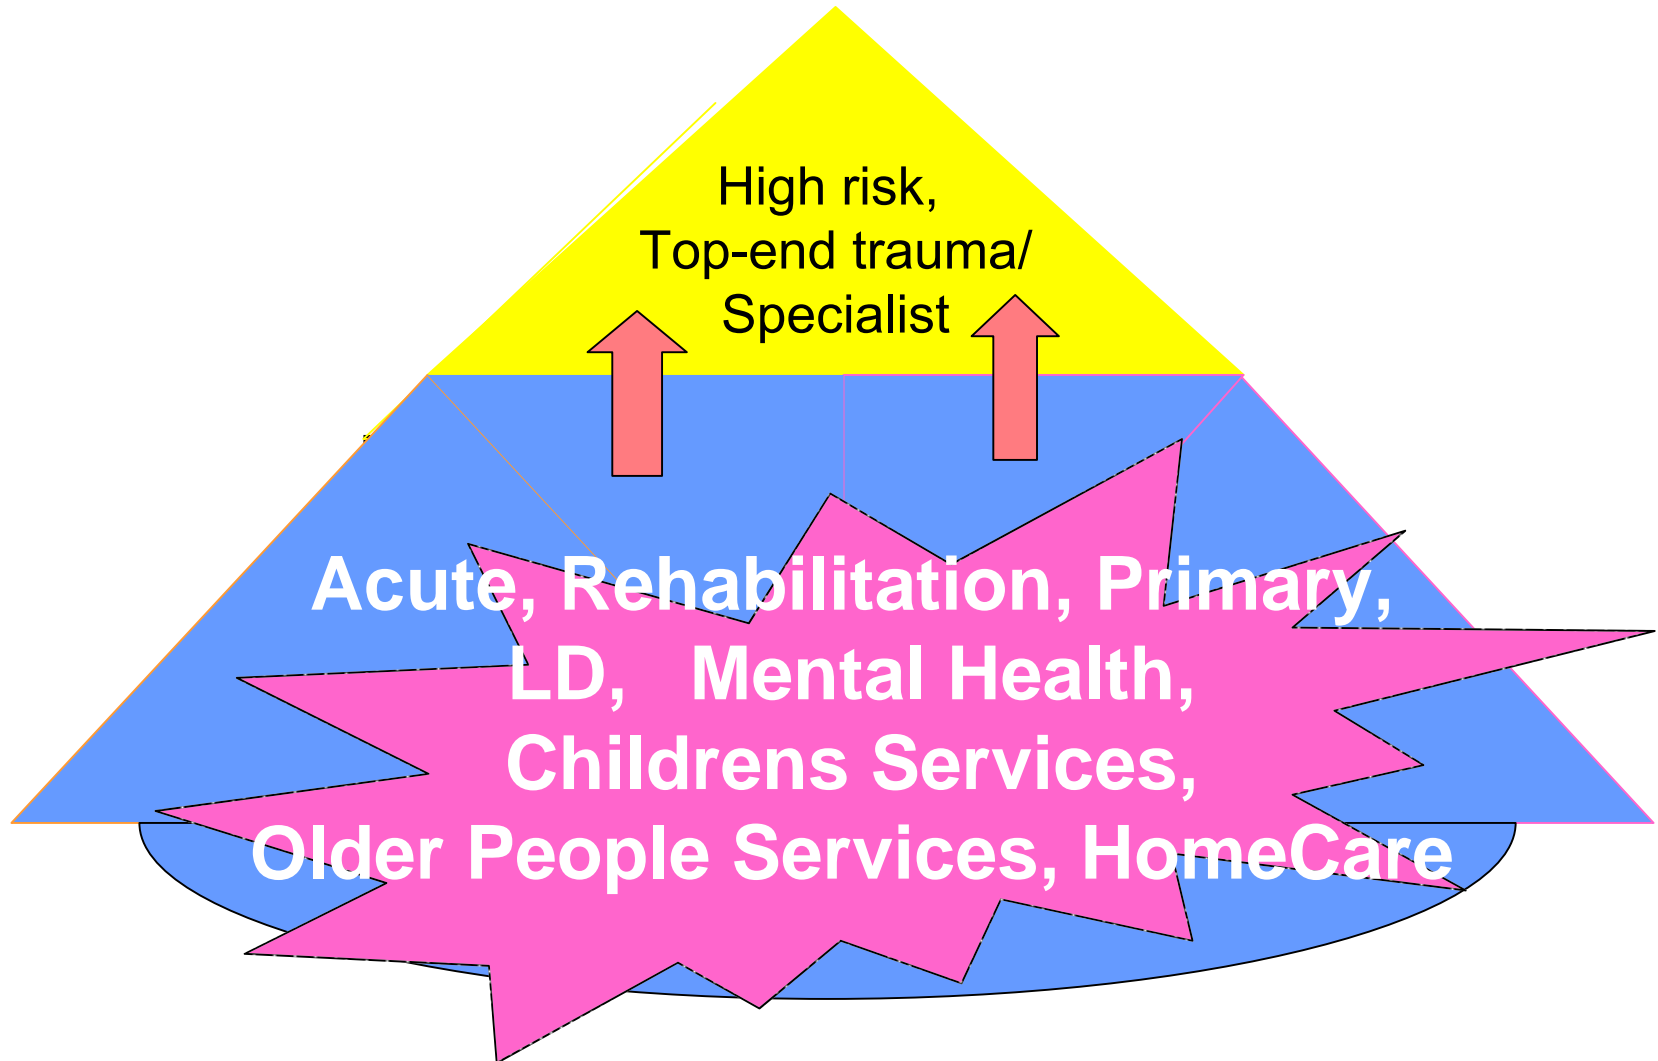 High risk,
Top-end trauma/
Specialist
Acute, Rehabilitation, Primary,
LD, Mental Health,
Childrens Services,
Older People Services, HomeCare